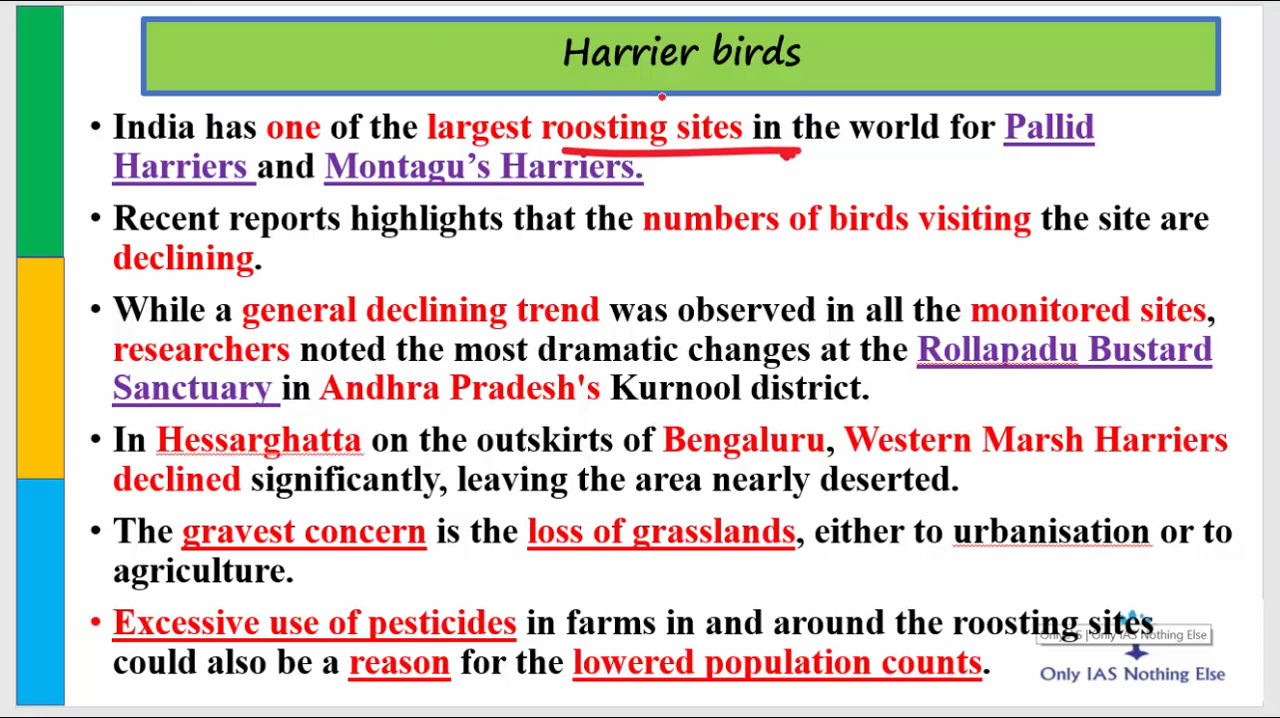 Harrier birds
• India has one of the largest roosting sites in the world for Pallid
Harriers and Montagu's Harriers.
• Recent reports highlights that the numbers of birds visiting the site are
declining.
• While a general declining trend was observed in all the monitored sites,
researchers noted the most dramatic changes at the Rollapadu Bustard
Sanctuary in Andhra Pradesh's Kurnool district.
• In Hessarghatta on the outskirts of Bengaluru, Western Marsh Harriers
declined significantly, leaving the area nearly deserted.
• The gravest concern is the loss of grasslands, either to urbanisation or to
agriculture.
• Excessive use of pesticides in farms in and around the roosting sites
Only IAS | Only IAS Nothing Else
could also be a reason for the lowered population counts.
Only IAS Nothing Else